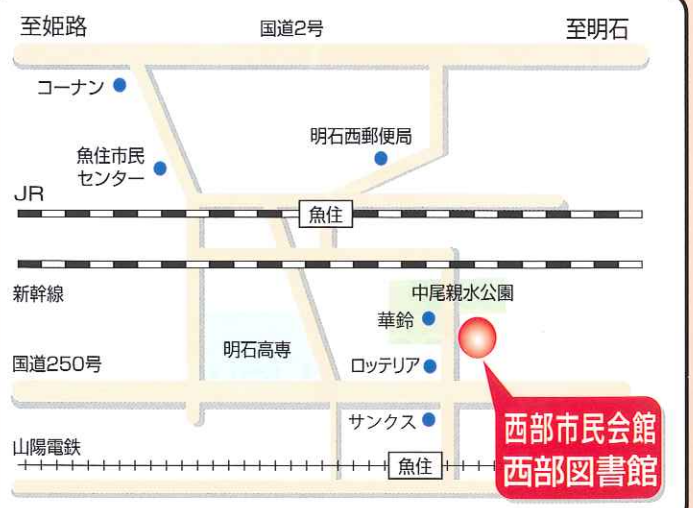 至姫路
国道2号
至明石
コーナン
明石西郵便局
魚住市民
センター
JR
魚住
新幹線
中尾親水公園
華鈴
明石高専
ロッテリア
国道250号
サンクス
西部市民会館
西部図書館
山陽電鉄
魚住